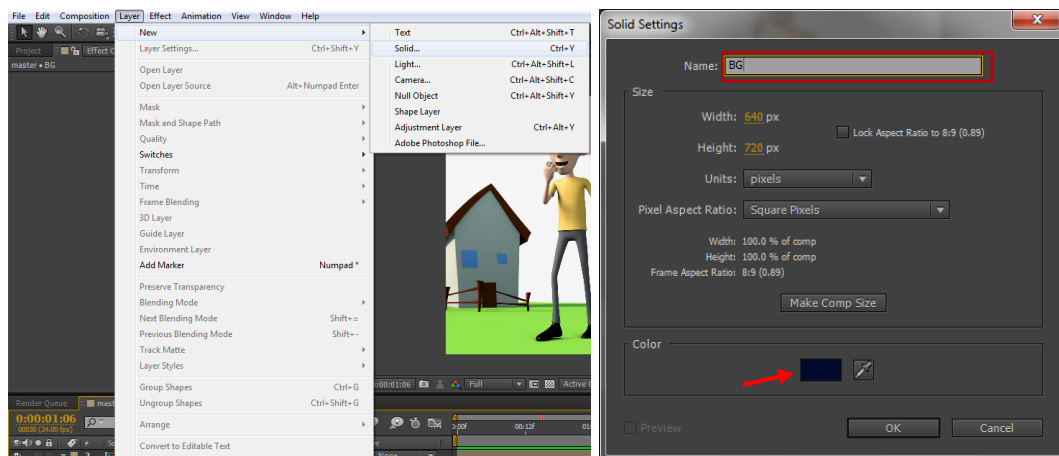 File Edit Composition Layer Effect Animation View Window Help
Project Effect C
master • BG
New
Layer Settings... Ctrl+Shift+Y
Open Layer
Open Layer Source Alt+Numpad Enter
Mask
Mask and Shape Path
Quality
Switches
Transform
Time
Frame Blending
3D Layer
Guide Layer
Environment Layer
Add Marker Numpad *
Preserve Transparency
Blending Mode
Next Blending Mode Shift+=
Previous Blending Mode Shift+-
Track Matte
Layer Styles
Group Shapes Ctrl+G
Ungroup Shapes Ctrl+Shift+G
Arrange
Convert to Editable Text
Text Ctrl+Alt+Shift+T
Solid... Ctrl+Y
Light... Ctrl+Alt+Shift+L
Camera... Ctrl+Alt+Shift+C
Null Object Ctrl+Alt+Shift+Y
Shape Layer
Adjustment Layer Ctrl+Alt+Y
Adobe Photoshop File...
:00:01:06 Full Active C
Render Queue mast
0:00:01:06
00030 (24.00 fps)
00:12f
None
Solid Settings
Name: BG
Size
Width: 640 px
Lock Aspect Ratio to 8:9 (0.89)
Height: 720 px
Units: pixels
Pixel Aspect Ratio: Square Pixels
Width: 100.0 % of comp
Height: 100.0 % of comp
Frame Aspect Ratio: 8:9 (0.89)
Make Comp Size
Color
Preview OK Cancel